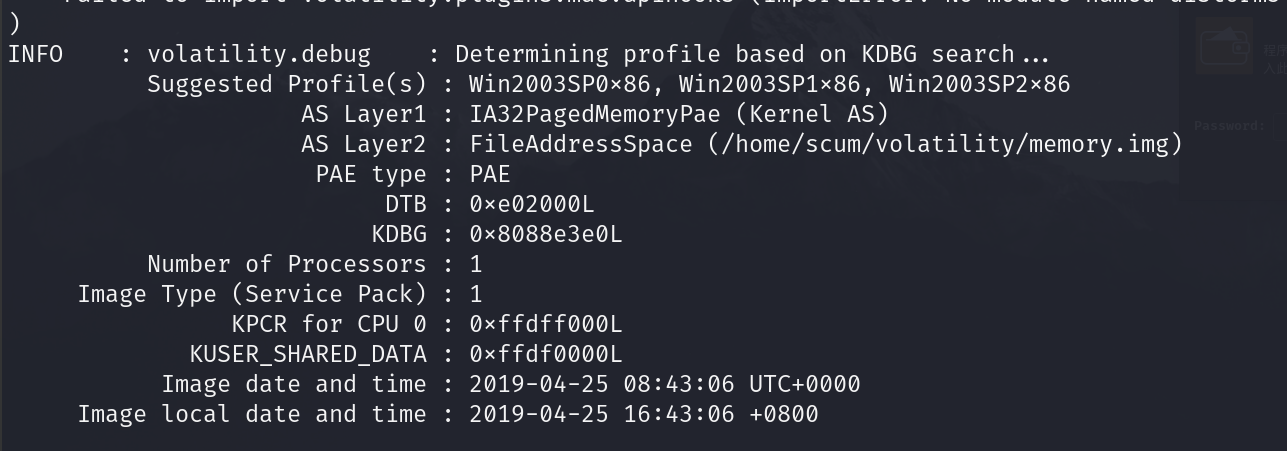 Failed to import volatility.plugins.mac.apihooks (ImportError: No module named distorm3
)
INFO    : volatility.debug    : Determining profile based on KDBG search...
Suggested Profile(s) : Win2003SP0x86, Win2003SP1x86, Win2003SP2x86
AS Layer1 : IA32PagedMemoryPae (Kernel AS)
AS Layer2 : FileAddressSpace (/home/scum/volatility/memory.img)
PAE type : PAE
DTB : 0xe02000L
KDBG : 0x8088e3e0L
Number of Processors : 1
Image Type (Service Pack) : 1
KPCR for CPU 0 : 0xffdff000L
KUSER_SHARED_DATA : 0xffdf0000L
Image date and time : 2019-04-25 08:43:06 UTC+0000
Image local date and time : 2019-04-25 16:43:06 +0800
Password: